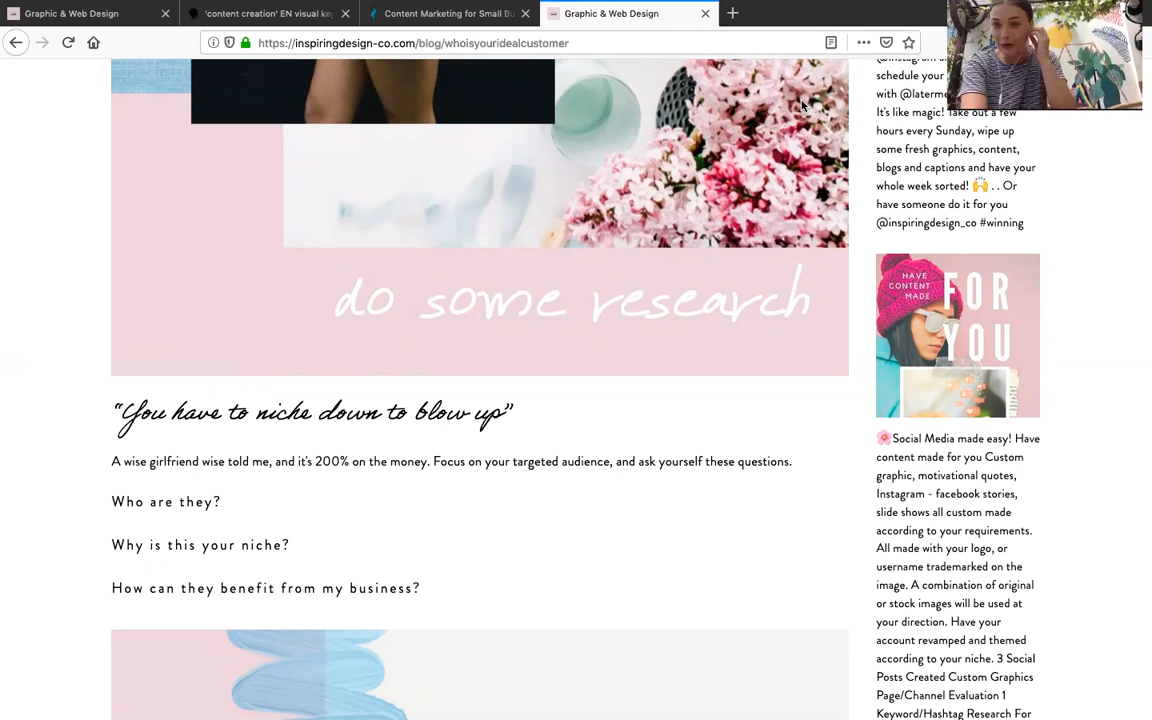 Graphic & Web Design
'content creation' EN visual key
Content Marketing for Small Bu
Graphic & Web Design
https://inspiringdesign-co.com/blog/whoisyouridealcustomer
schedule your
with @laterme
It's like magic! Take out a few
hours every Sunday, wipe up
some fresh graphics, content,
blogs and captions and have your
whole week sorted! 🙌 . . Or
have someone do it for you
@inspiringdesign_co #winning
do some research
HAVE
CONTENT
MADE
FOR
YOU
"You have to niche down to blow up"
A wise girlfriend wise told me, and it's 200% on the money. Focus on your targeted audience, and ask yourself these questions.
Who are they?
Why is this your niche?
How can they benefit from my business?
🌸Social Media made easy! Have
content made for you Custom
graphic, motivational quotes,
Instagram - facebook stories,
slide shows all custom made
according to your requirements.
All made with your logo, or
username trademarked on the
image. A combination of original
or stock images will be used at
your direction. Have your
account revamped and themed
according to your niche. 3 Social
Posts Created Custom Graphics
Page/Channel Evaluation 1
Keyword/Hashtag Research For